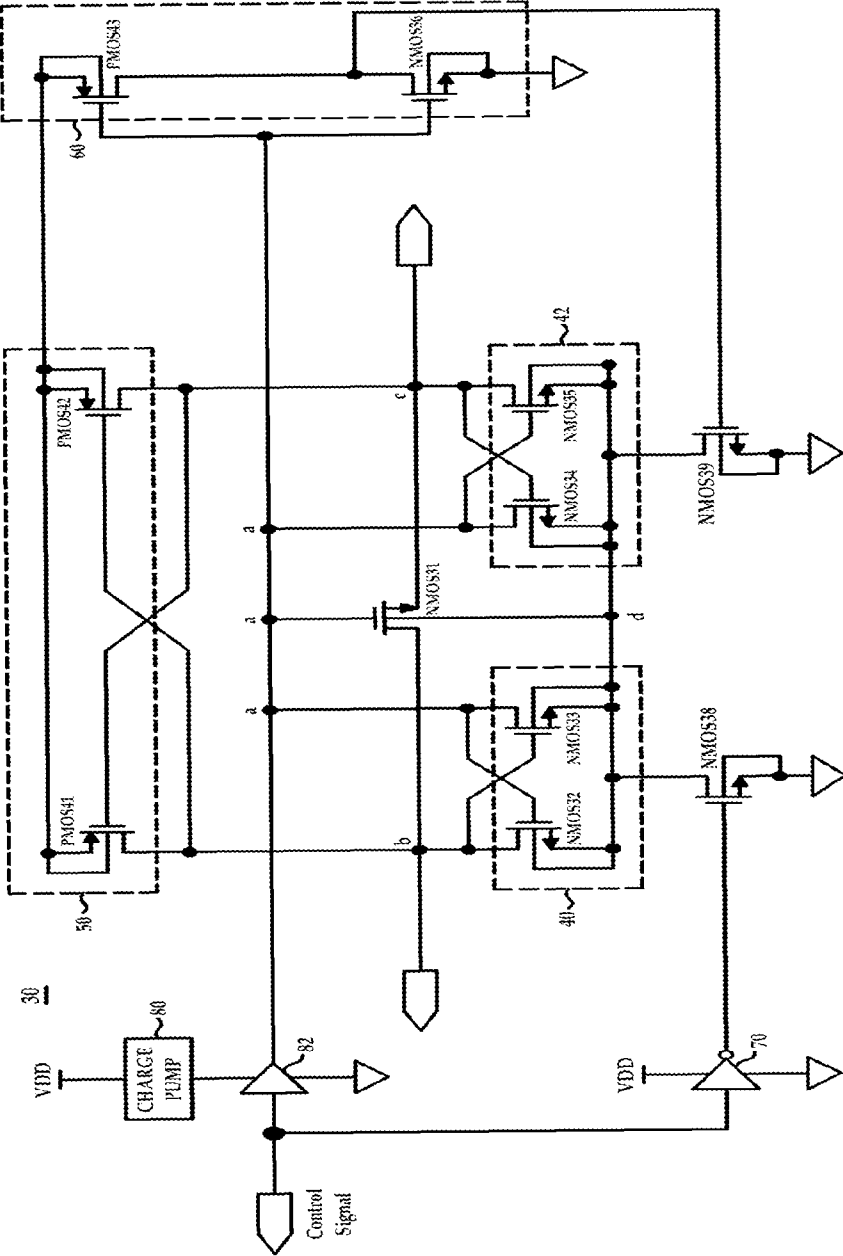 30
VDD
CHARGE
PUMP
80
82
Control
Signal
VDD
70
50
PMOS41
PMOS42
60
PMOS43
NMOS36
a
a
a
b
c
d
NMOS31
40
NMOS32
NMOS33
42
NMOS34
NMOS35
NMOS38
NMOS39